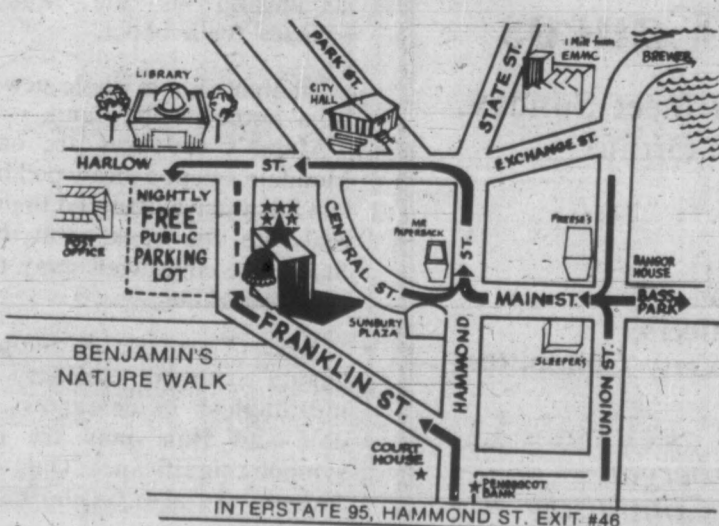 LIBRARY
PARK ST.
CITY
HALL
STATE ST.
1 Mile from
EMMC
BREWER
HARLOW ST.
EXCHANGE ST.
NIGHTLY
FREE
PUBLIC
PARKING
LOT
POST
OFFICE
CENTRAL ST.
MR
PAPERBACK
ST.
FREESE'S
BANGOR
HOUSE
MAIN ST.
BASS
PARK
SUNBURY
PLAZA
FRANKLIN ST.
HAMMOND
SLEEPER'S
UNION ST.
BENJAMIN'S
NATURE WALK
COURT
HOUSE
PENOBSCOT
BANK
INTERSTATE 95, HAMMOND ST. EXIT #46